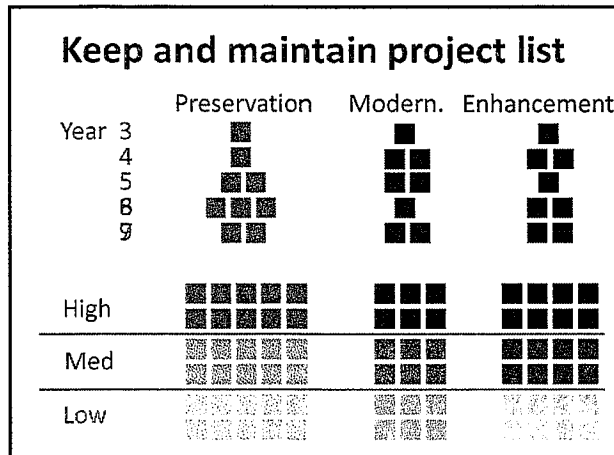 Keep and maintain project list
Preservation Modern. Enhancement
Year 3
4
5
High
Med
Low